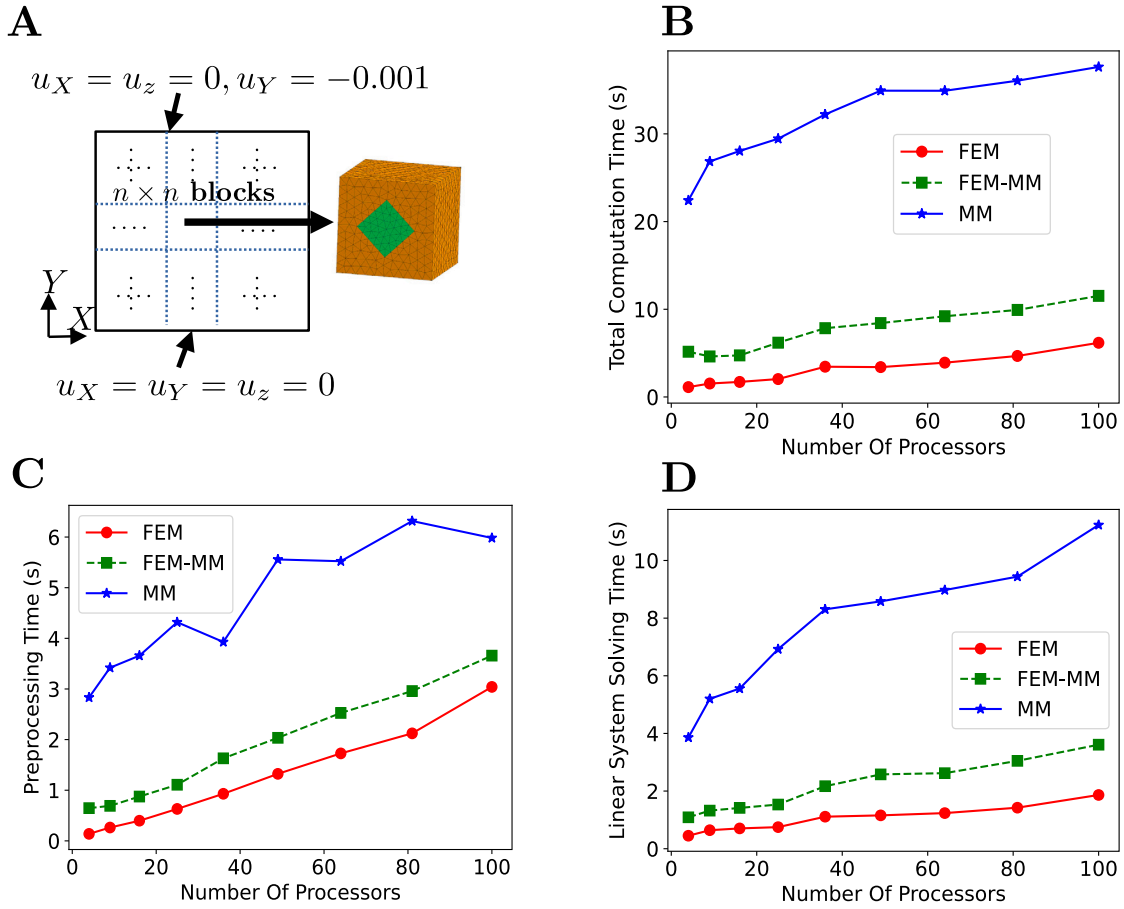 A
u_X = u_z = 0, u_Y = −0.001
n × n blocks
Y
X
u_X = u_Y = u_z = 0
B
Total Computation Time (s)
30
20
10
0
FEM
FEM-MM
MM
0 20 40 60 80 100
Number Of Processors
C
Preprocessing Time (s)
6
5
4
3
2
1
0
FEM
FEM-MM
MM
0 20 40 60 80 100
Number Of Processors
D
Linear System Solving Time (s)
10
8
6
4
2
0
FEM
FEM-MM
MM
0 20 40 60 80 100
Number Of Processors